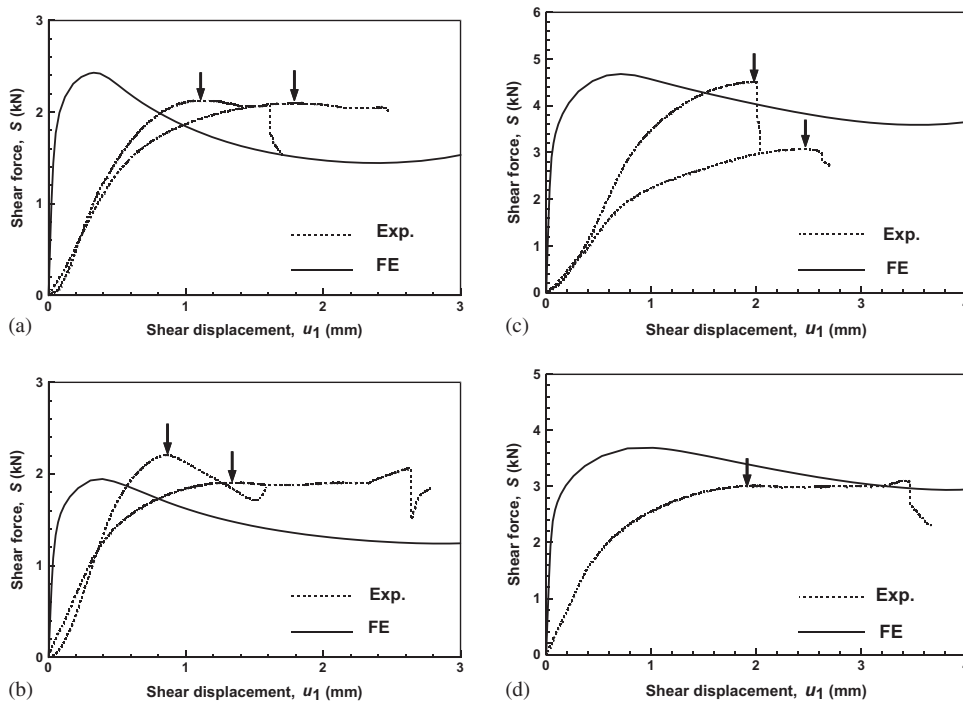 3
2
1
0
0 1 2 3
Shear force, S (kN)
Shear displacement, u1 (mm)
Exp.
FE
(a)
6
5
4
3
2
1
0
0 1 2 3
Shear force, S (kN)
Shear displacement, u1 (mm)
Exp.
FE
(c)
3
2
1
0
0 1 2 3
Shear force, S (kN)
Shear displacement, u1 (mm)
Exp.
FE
(b)
5
4
3
2
1
0
0 1 2 3
Shear force, S (kN)
Shear displacement, u1 (mm)
Exp.
FE
(d)